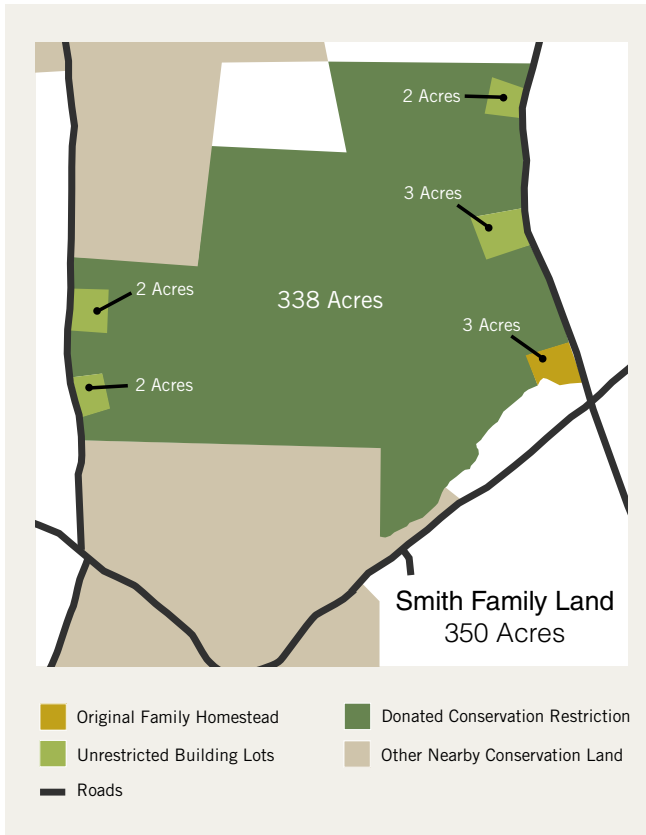 2 Acres
3 Acres
2 Acres
338 Acres
3 Acres
2 Acres
Smith Family Land
350 Acres
Original Family Homestead
Donated Conservation Restriction
Unrestricted Building Lots
Other Nearby Conservation Land
Roads